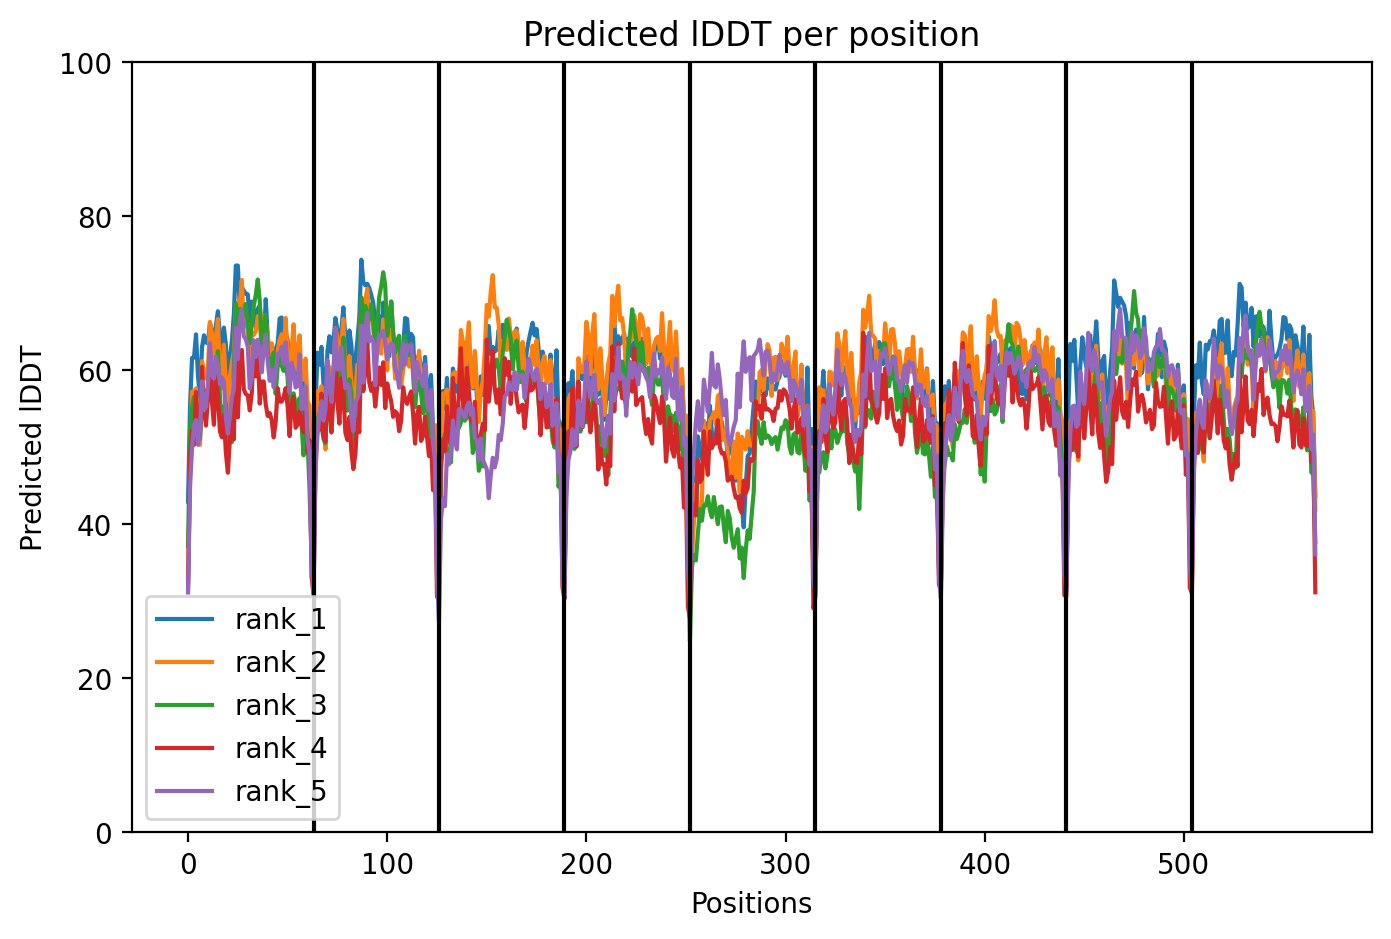 Predicted lDDT per position
100
80
60
40
20
0
Predicted lDDT
rank_1
rank_2
rank_3
rank_4
rank_5
0 100 200 300 400 500
Positions